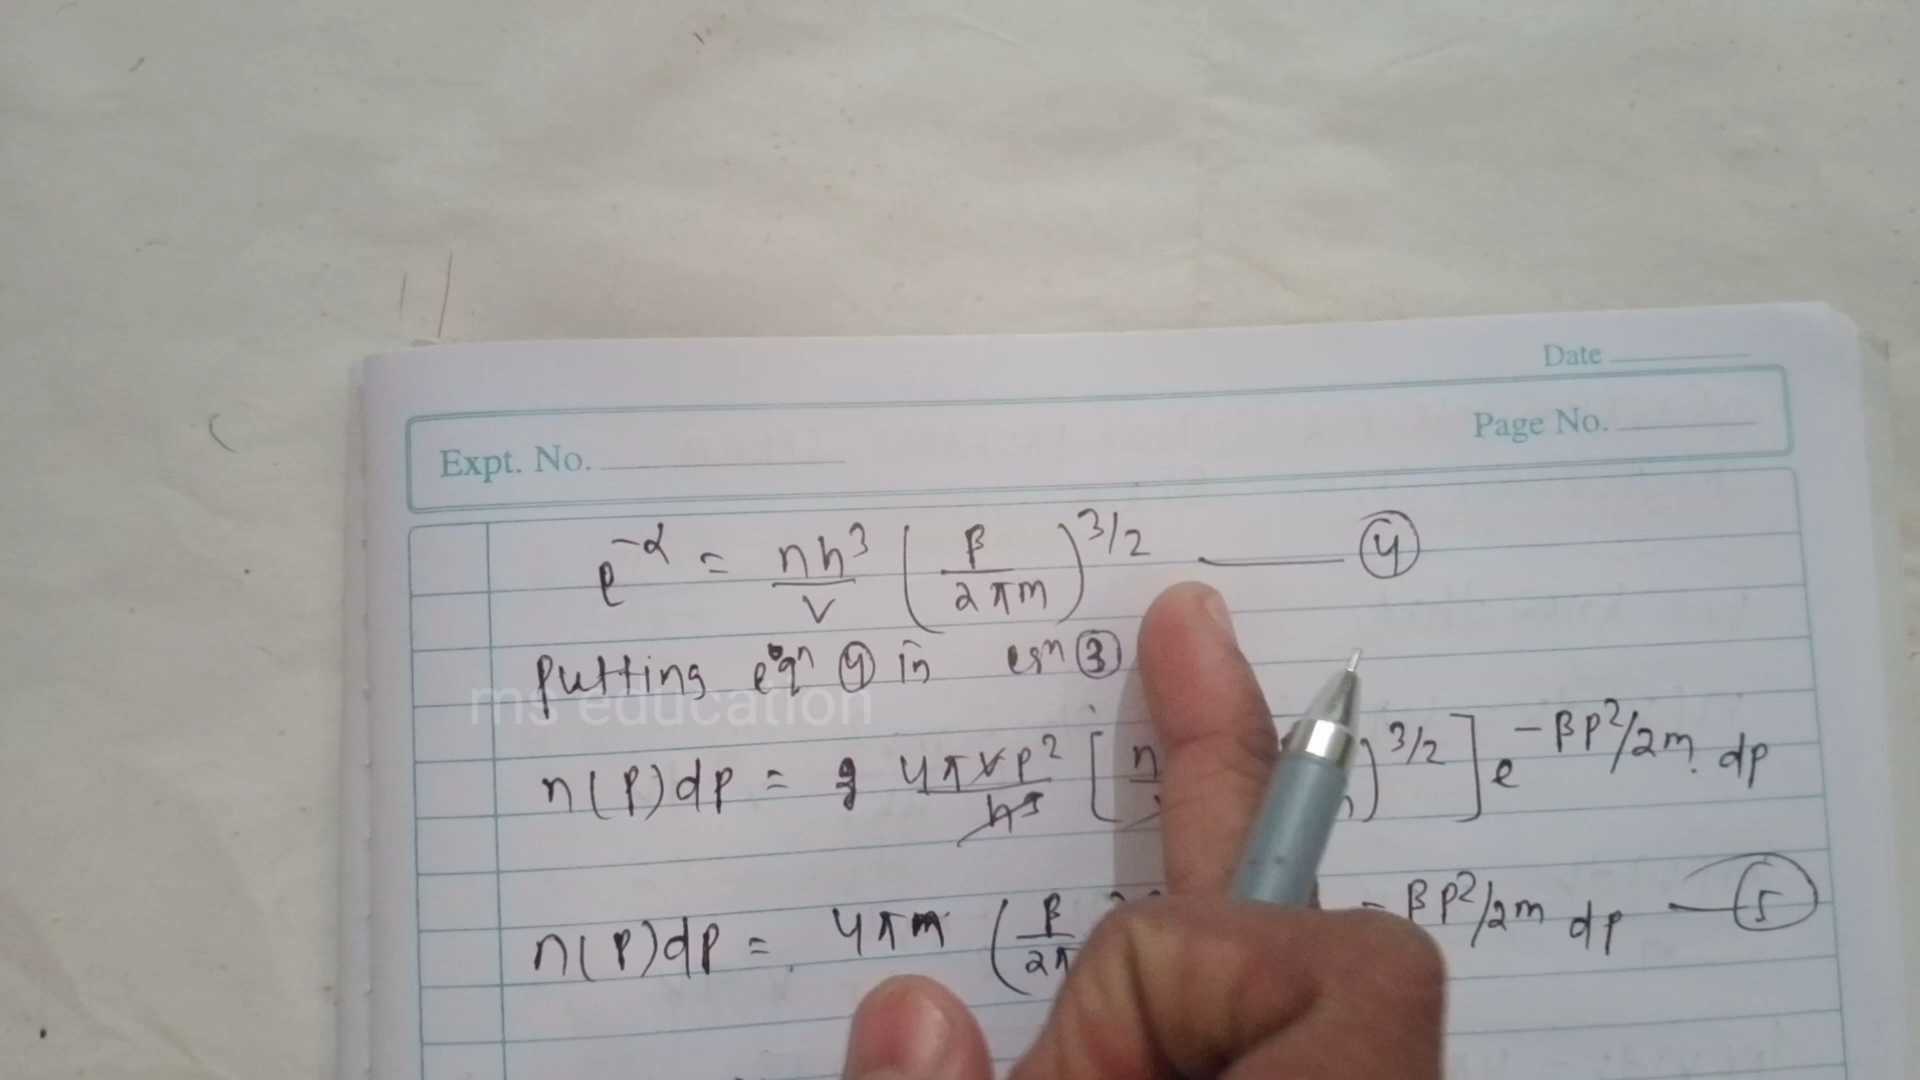 Date
Page No.
Expt. No.
e^-α = nh³/V (β/2πm)^3/2 — ④
putting eqn ④ in eqn ③
ms education
n(p)dp = 4πVp²/h³ [n )^3/2] e^-βp²/2m dp
n(p)dp = 4πm (β/2π - βp²/2m dp — ⑤